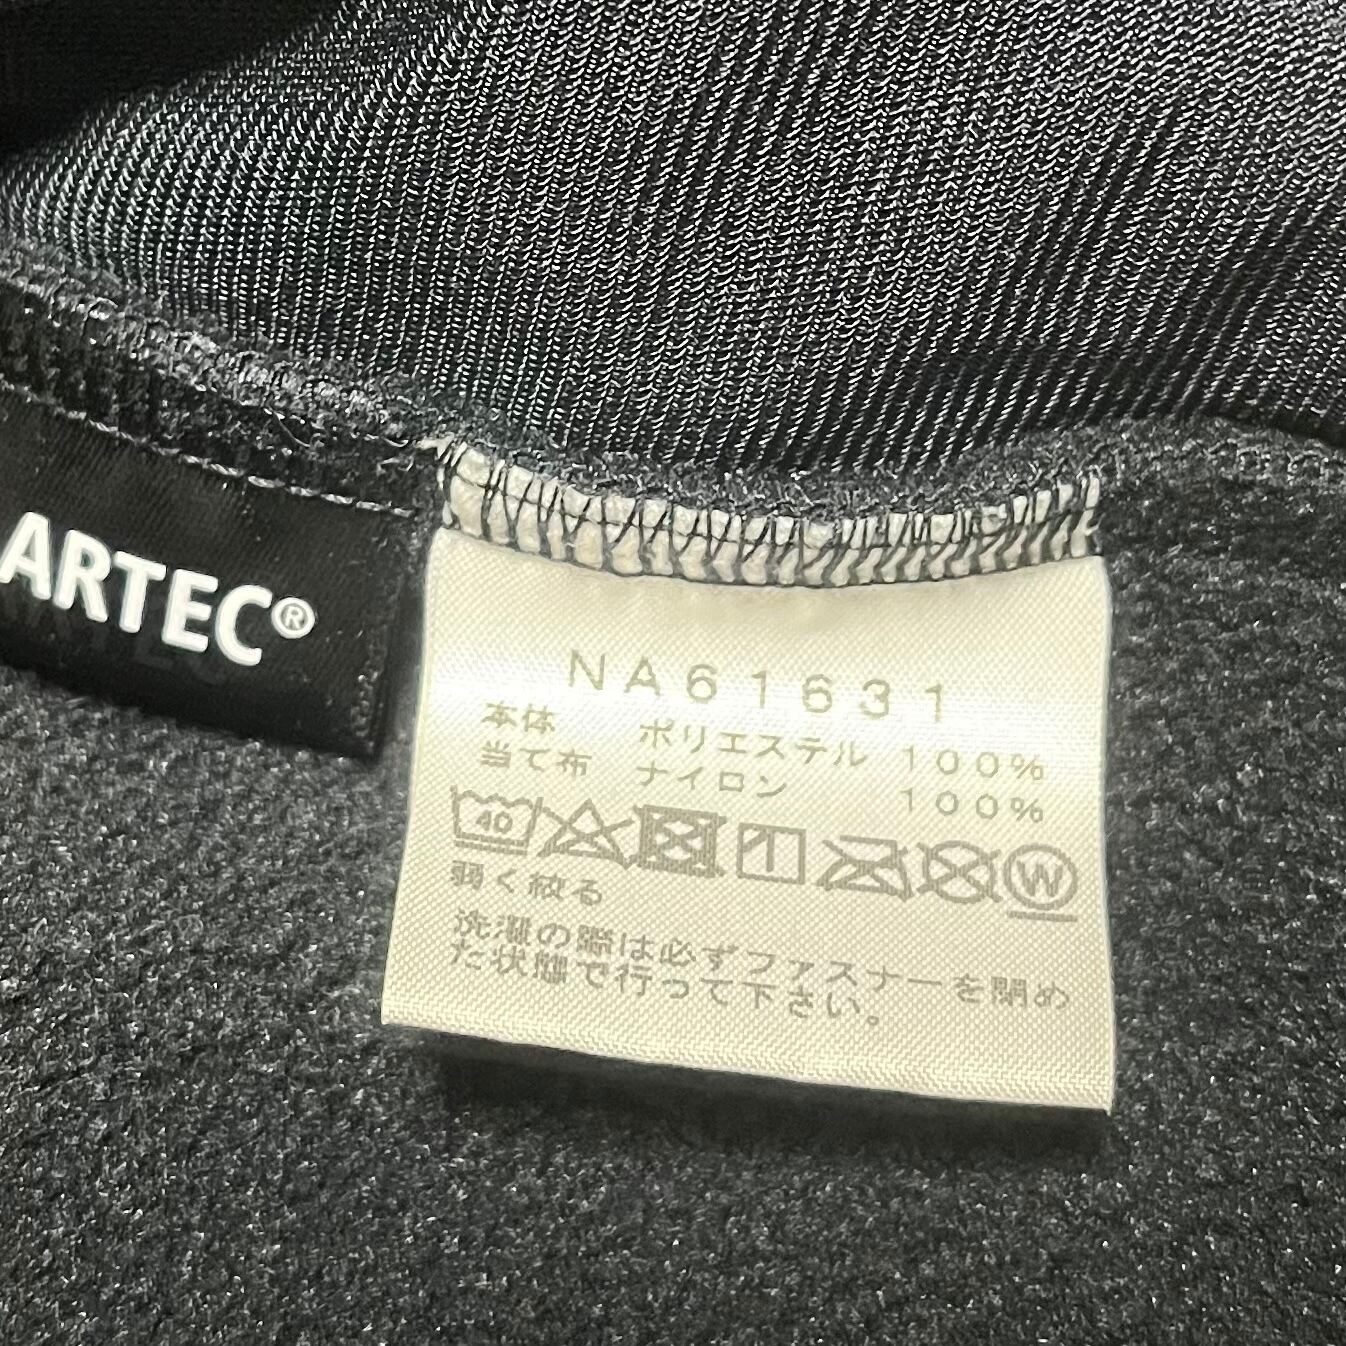 ARTEC®
NA61631
本体 ポリエステル 100%
当て布 ナイロン 100%
40 W
弱く絞る
洗濯の際は必ずファスナーを閉め
た状態で行って下さい。